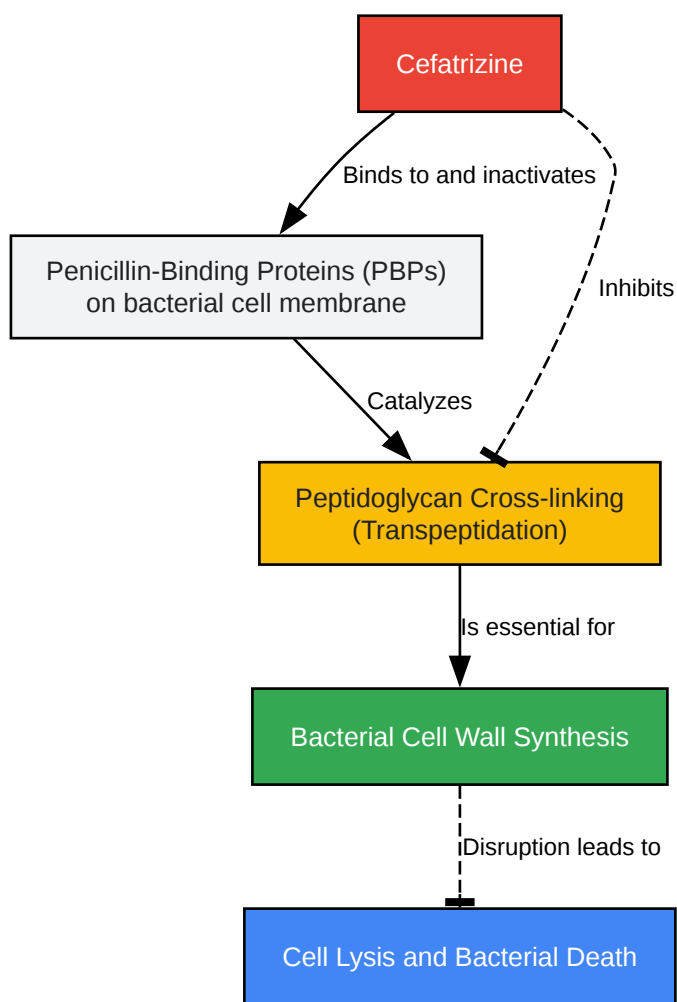 Cefatrizine
Binds to and inactivates
Penicillin-Binding Proteins (PBPs)
on bacterial cell membrane
Inhibits
Catalyzes
Peptidoglycan Cross-linking
(Transpeptidation)
Is essential for
Bacterial Cell Wall Synthesis
Disruption leads to
Cell Lysis and Bacterial Death